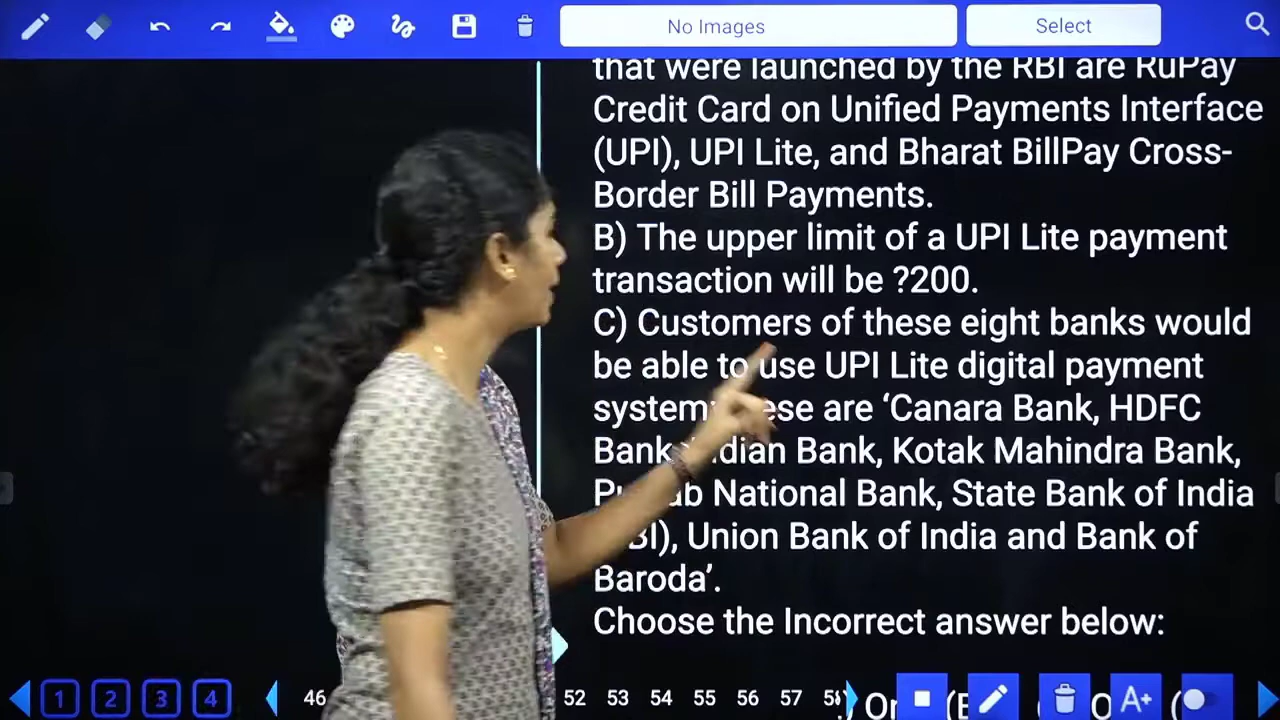 No Images
Select
that were launched by the RBI are RuPay
Credit Card on Unified Payments Interface
(UPI), UPI Lite, and Bharat BillPay Cross-
Border Bill Payments.
B) The upper limit of a UPI Lite payment
transaction will be ?200.
C) Customers of these eight banks would
be able to use UPI Lite digital payment
are ‘Canara Bank, HDFC
Bank Indian Bank, Kotak Mahindra Bank,
National Bank, State Bank of India
Union Bank of India and Bank of
Baroda’.
Choose the Incorrect answer below:
1 2 3 4 46 52 53 54 55 56 57 A+